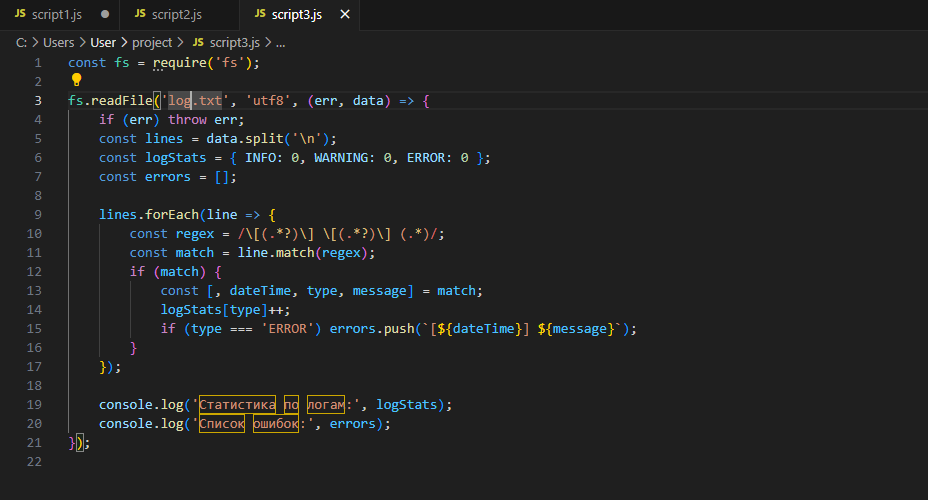 JS script1.js ● JS script2.js JS script3.js ×
C: > Users > User > project > JS script3.js > ...
1 const fs = require('fs');
2
3 fs.readFile('log.txt', 'utf8', (err, data) => {
4 if (err) throw err;
5 const lines = data.split('\n');
6 const logStats = { INFO: 0, WARNING: 0, ERROR: 0 };
7 const errors = [];
8
9 lines.forEach(line => {
10 const regex = /\[(.*?)\] \[(.*?)\] (.*)/;
11 const match = line.match(regex);
12 if (match) {
13 const [, dateTime, type, message] = match;
14 logStats[type]++;
15 if (type === 'ERROR') errors.push(`[${dateTime}] ${message}`);
16 }
17 });
18
19 console.log('Статистика по логам:', logStats);
20 console.log('Список ошибок:', errors);
21 });
22